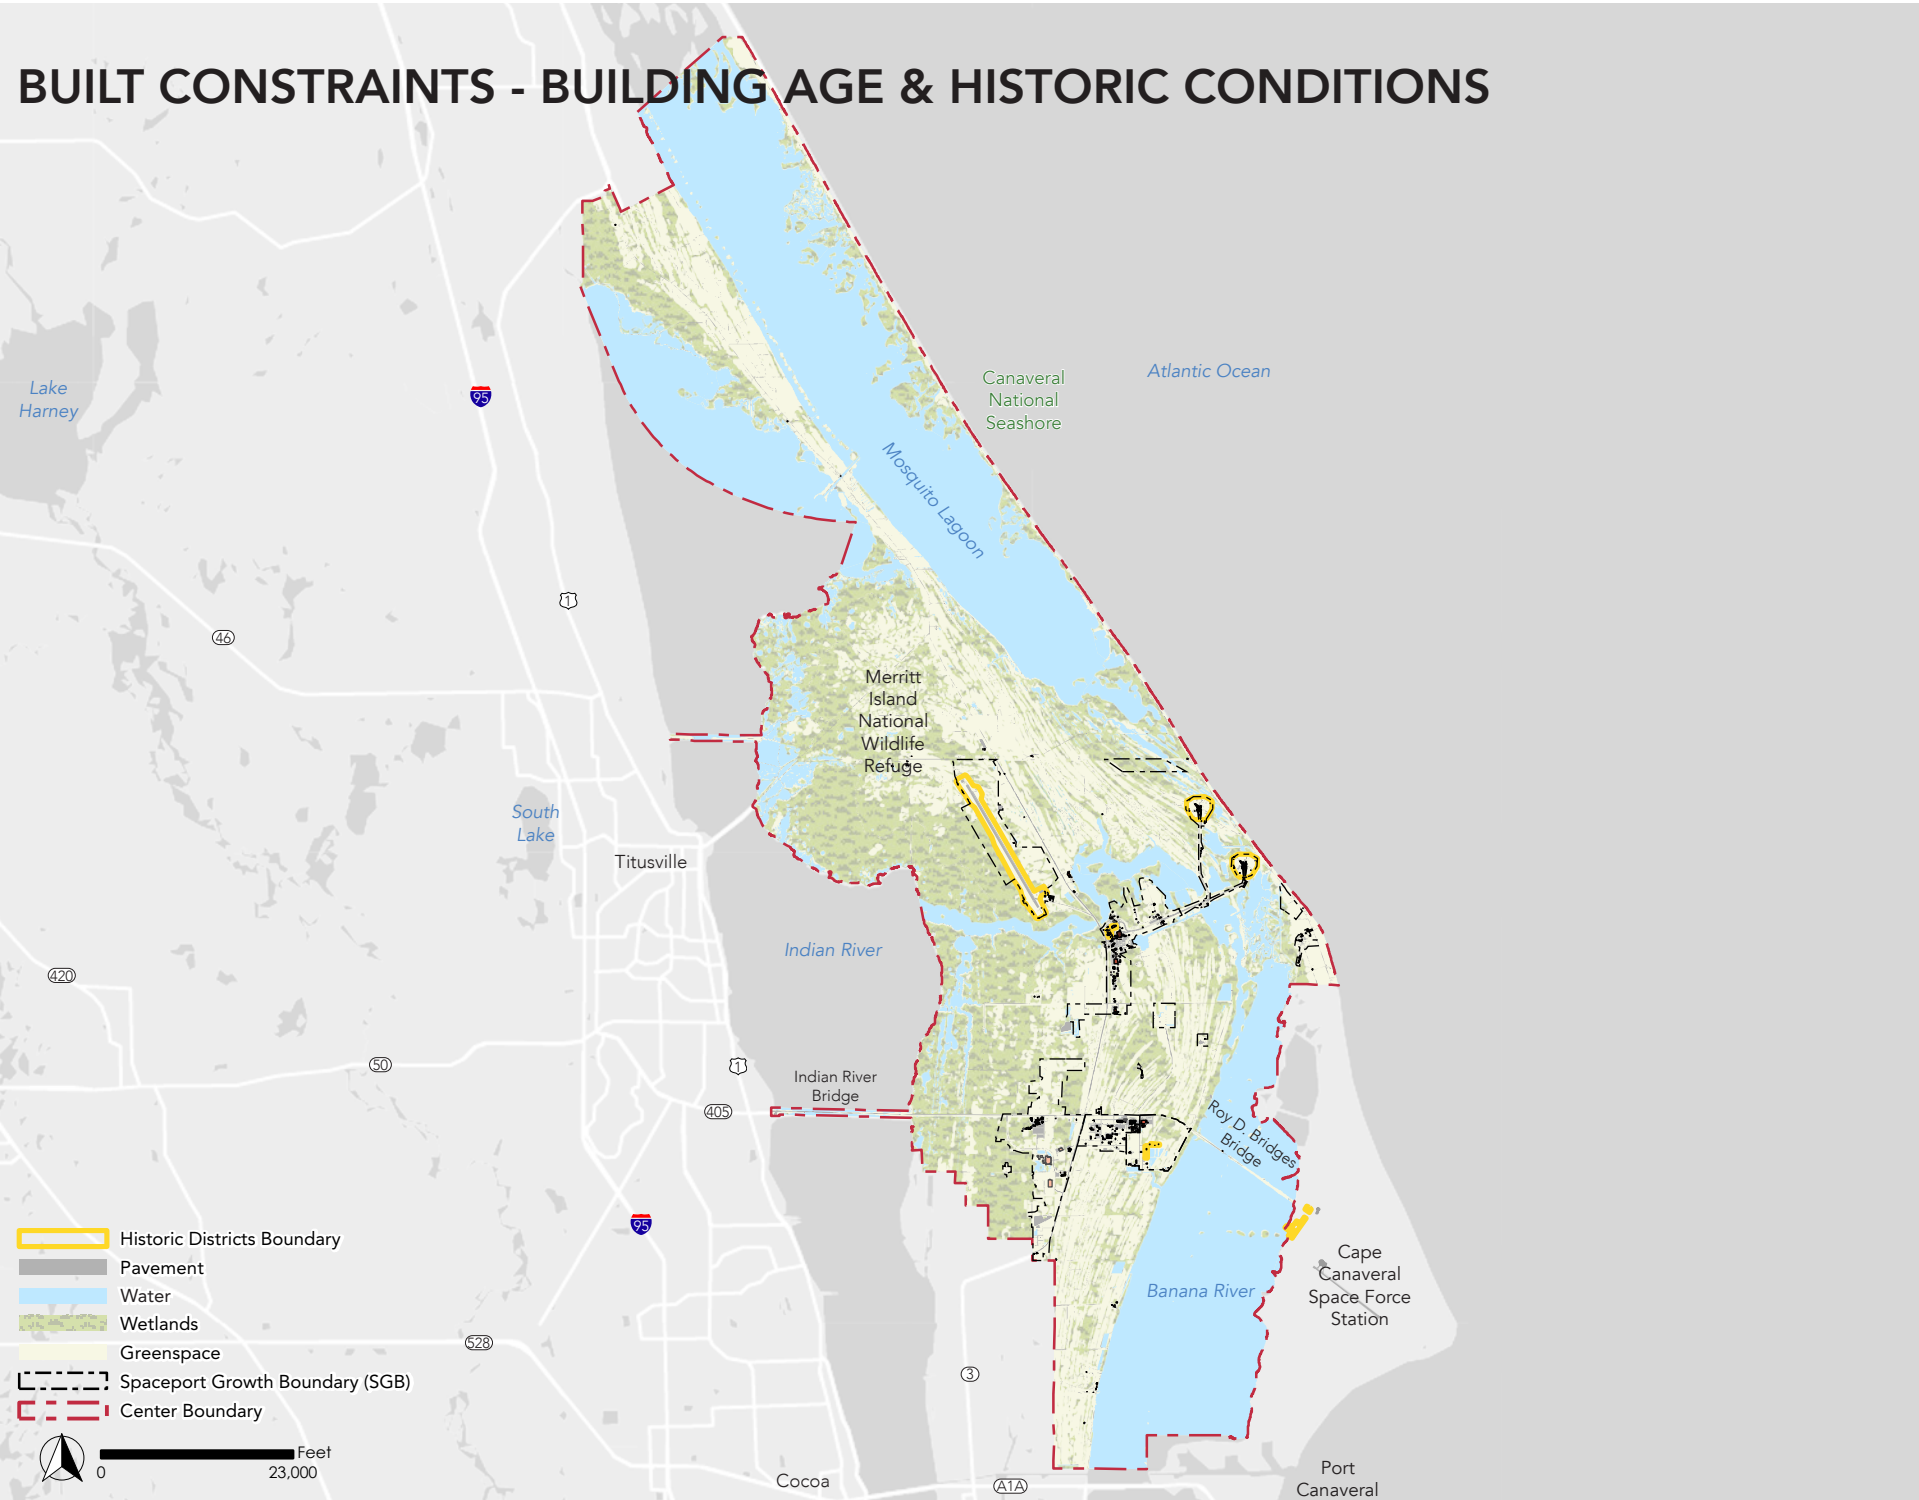 BUILT CONSTRAINTS - BUILDING AGE & HISTORIC CONDITIONS
Lake
Harney
95
Canaveral
National
Seashore
Atlantic Ocean
Mosquito Lagoon
1
46
Merritt
Island
National
Wildlife
Refuge
South
Lake
Titusville
Indian River
420
50
1
405
Indian River
Bridge
Roy D. Bridges
Bridge
95
Cape
Canaveral
Space Force
Station
Banana River
528
3
Historic Districts Boundary
Pavement
Water
Wetlands
Greenspace
Spaceport Growth Boundary (SGB)
Center Boundary
Feet
0
23,000
Cocoa
A1A
Port
Canaveral